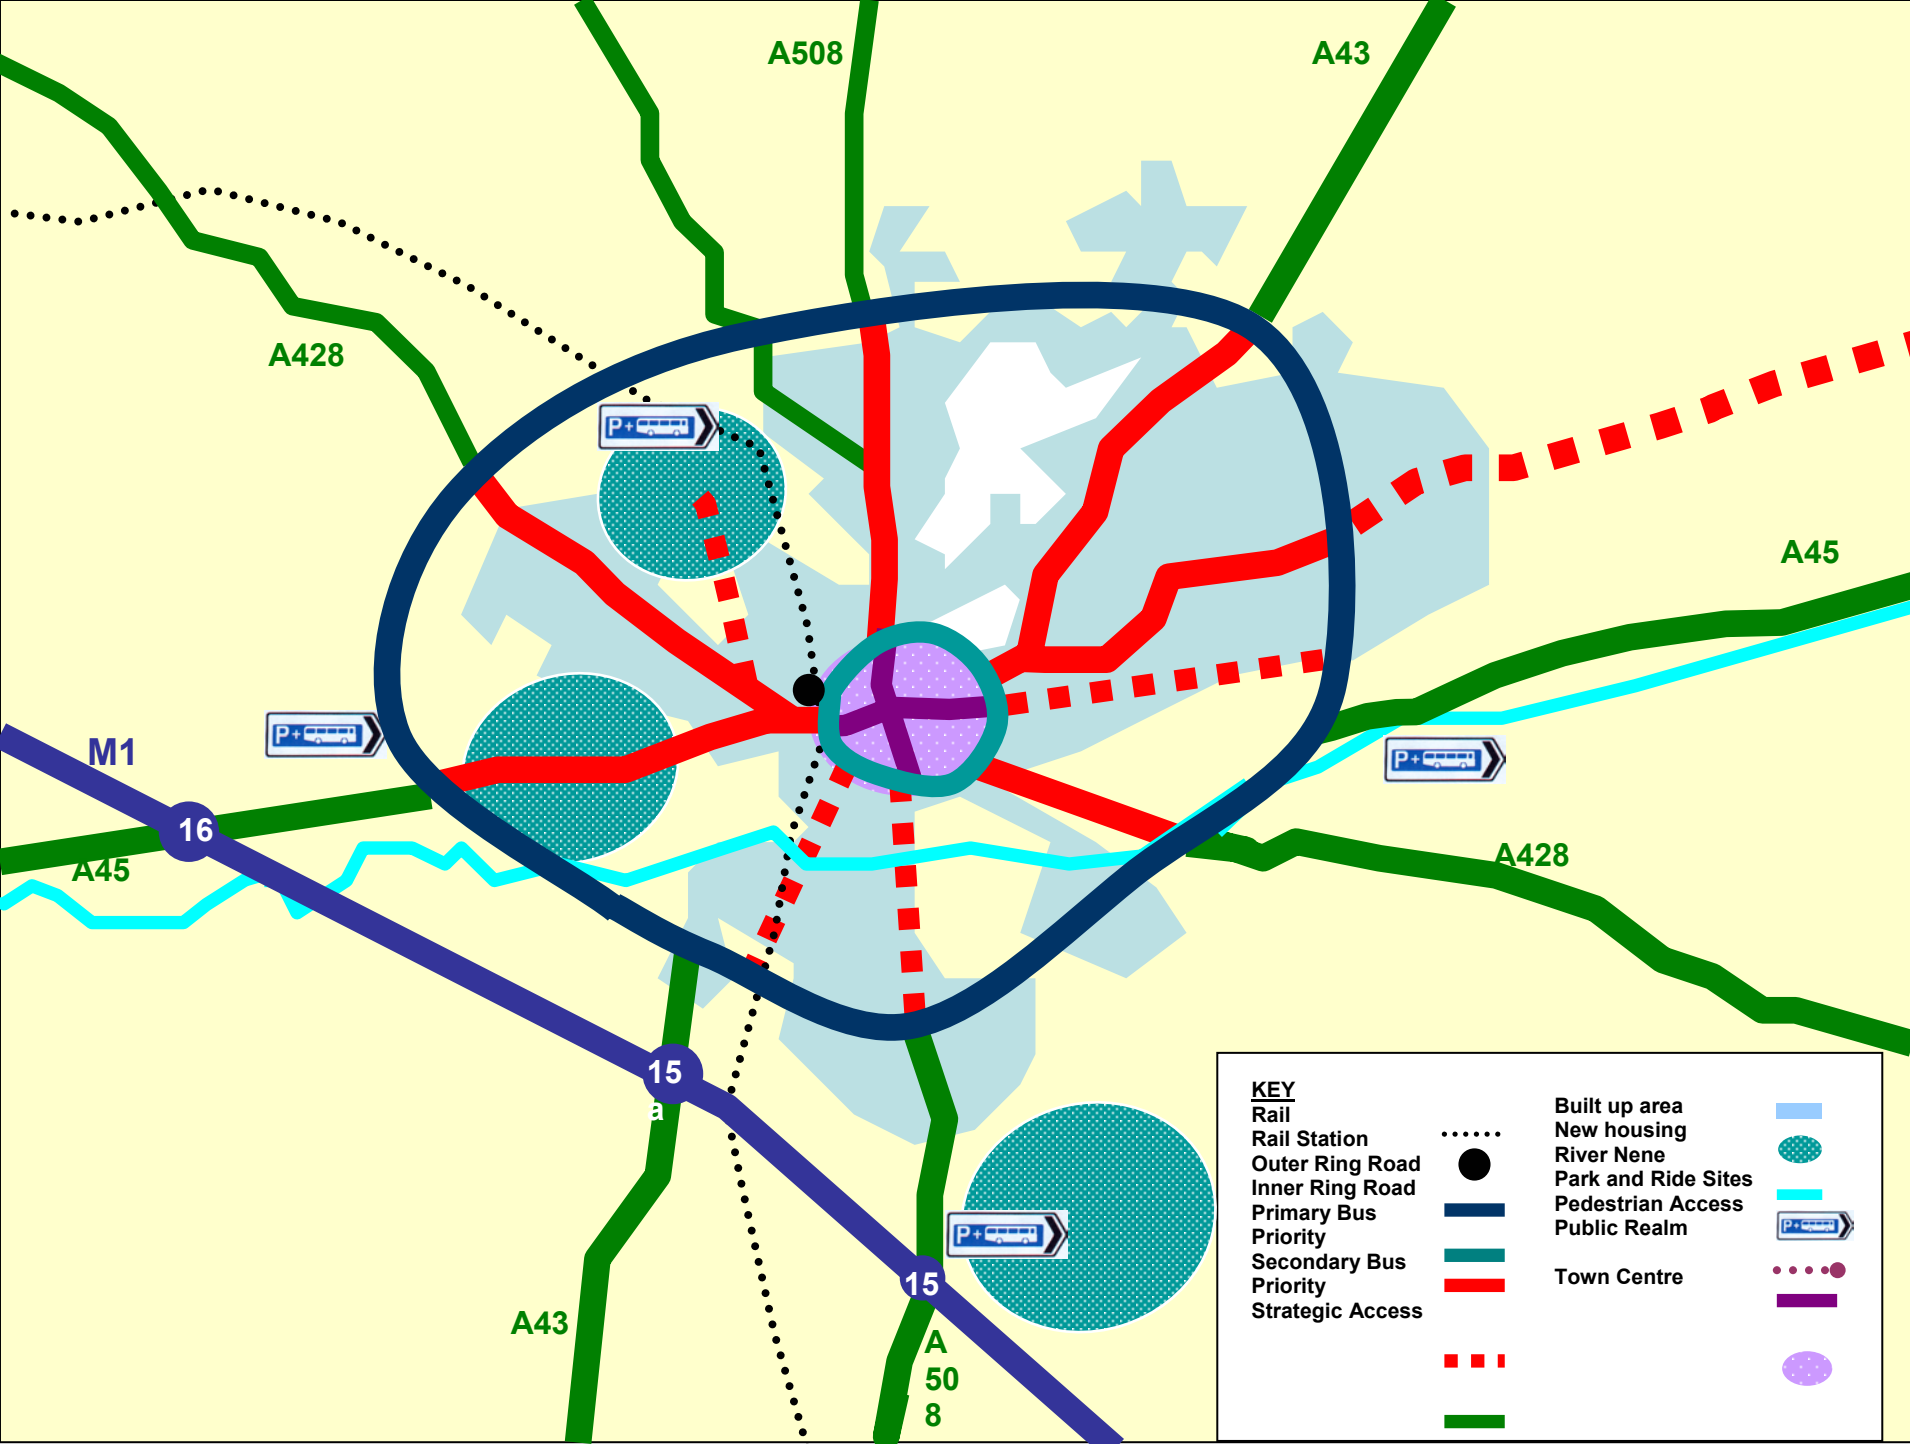 A508
A43
A428
P+
A45
P+
M1
P+
16
A45
A428
15
a
P+
15
A43
A
50
8
KEY
Rail
Rail Station
Outer Ring Road
Inner Ring Road
Primary Bus
Priority
Secondary Bus
Priority
Strategic Access
Built up area
New housing
River Nene
Park and Ride Sites
Pedestrian Access
Public Realm
Town Centre
P+